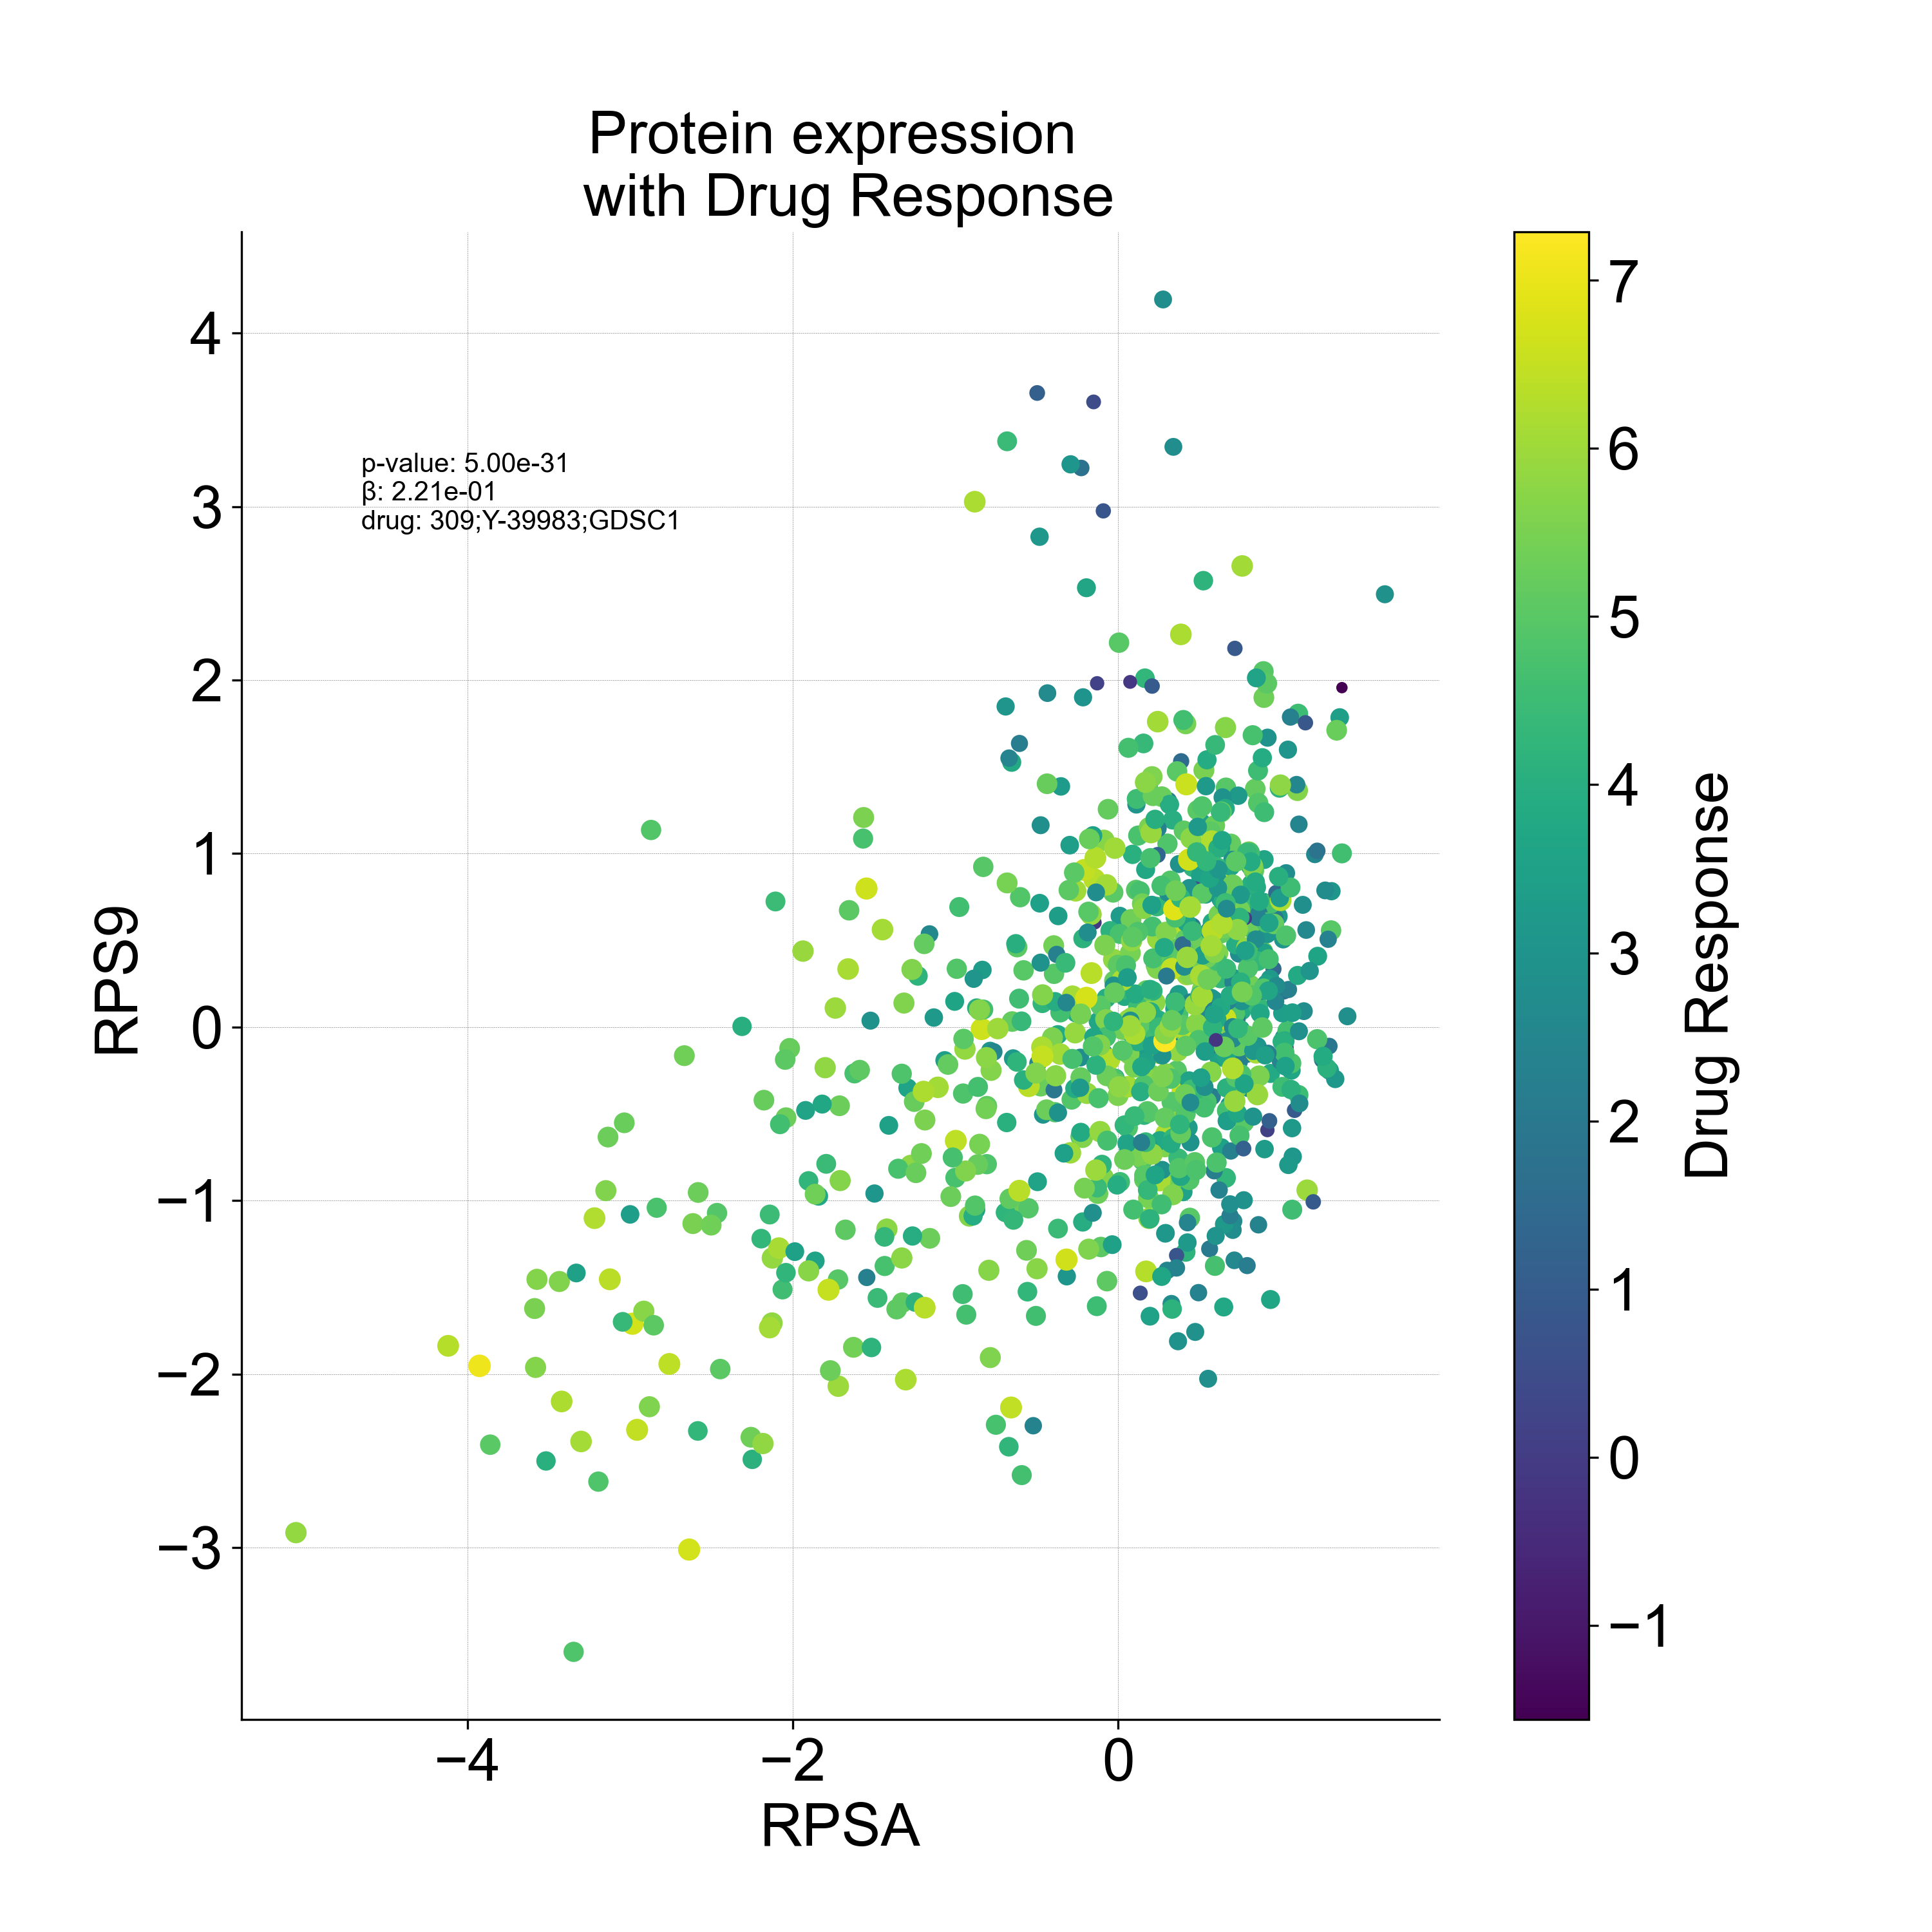 Protein expression
with Drug Response
p-value: 5.00e-31
β: 2.21e-01
drug: 309;Y-39983;GDSC1
4
3
2
1
0
−1
−2
−3
RPS9
−4
−2
0
RPSA
7
6
5
4
3
2
1
0
−1
Drug Response